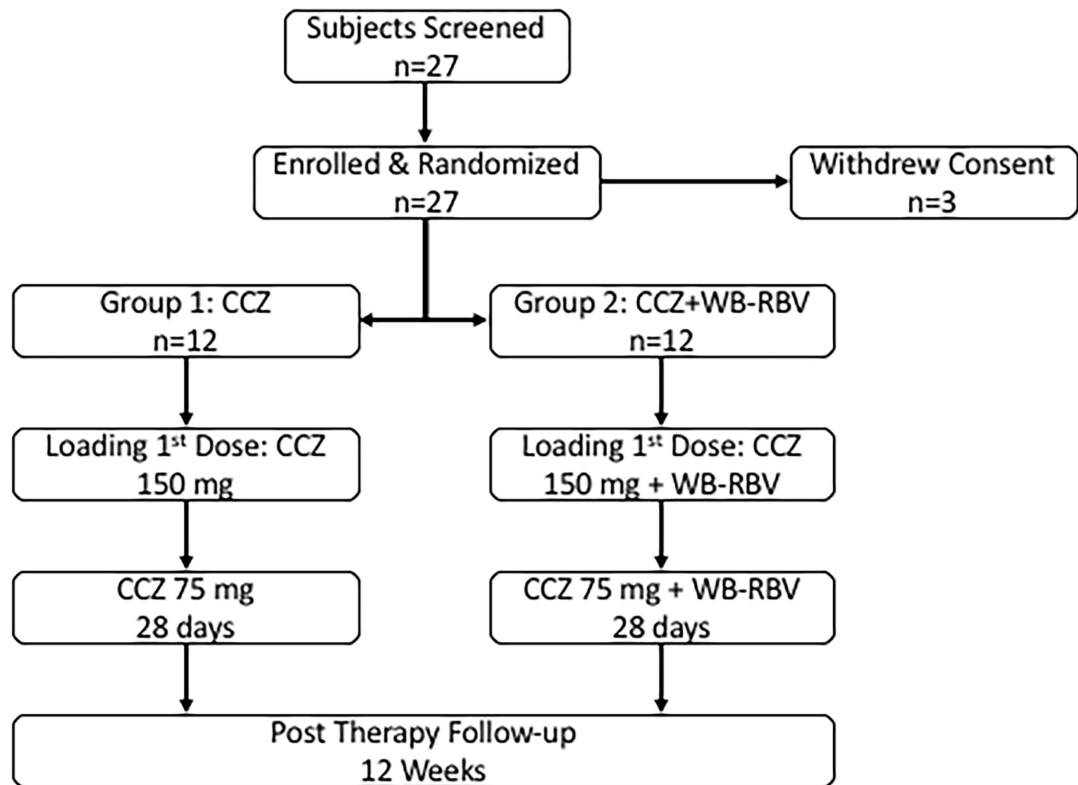 Subjects Screened
n=27
Enrolled & Randomized
n=27
Withdrew Consent
n=3
Group 1: CCZ
n=12
Group 2: CCZ+WB-RBV
n=12
Loading 1st Dose: CCZ
150 mg
Loading 1st Dose: CCZ
150 mg + WB-RBV
CCZ 75 mg
28 days
CCZ 75 mg + WB-RBV
28 days
Post Therapy Follow-up
12 Weeks